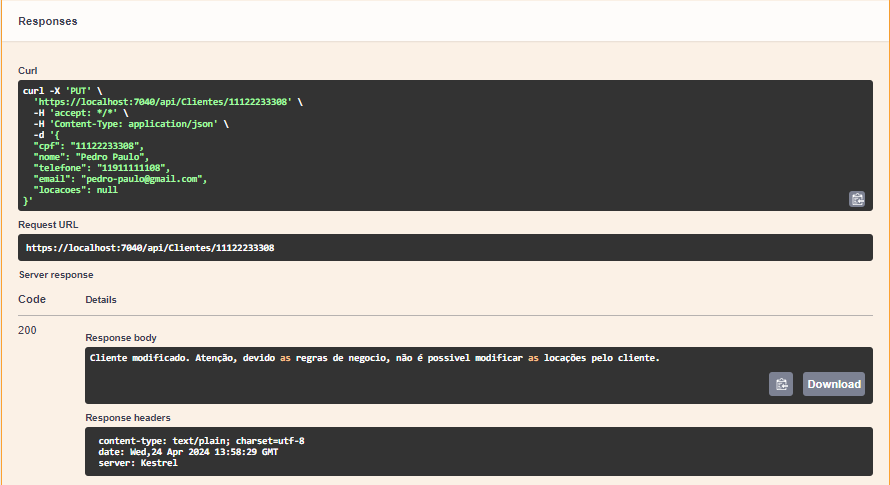 Responses
Curl
curl -X 'PUT' \
  'https://localhost:7040/api/Clientes/11122233308' \
  -H 'accept: */*' \
  -H 'Content-Type: application/json' \
  -d '{
  "cpf": "11122233308",
  "nome": "Pedro Paulo",
  "telefone": "11911111108",
  "email": "pedro-paulo@gmail.com",
  "locacoes": null
}'
Request URL
https://localhost:7040/api/Clientes/11122233308
Server response
Code Details
200
Response body
Cliente modificado. Atenção, devido as regras de negocio, não é possivel modificar as locações pelo cliente.
Download
Response headers
content-type: text/plain; charset=utf-8
date: Wed,24 Apr 2024 13:58:29 GMT
server: Kestrel